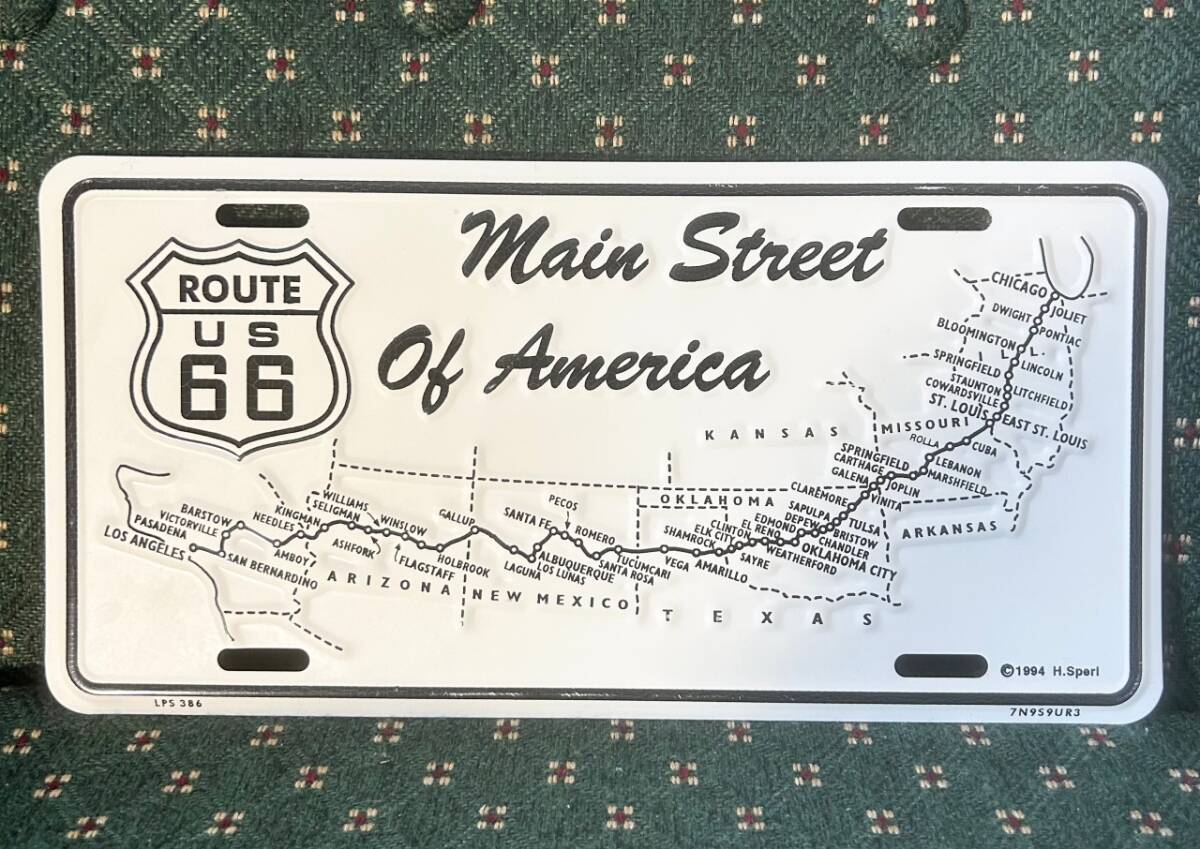 Main Street
Of America
ROUTE
U S
66
CHICAGO
JOLIET
DWIGHT
PONTIAC
BLOOMINGTON
I L L.
LINCOLN
SPRINGFIELD
STAUNTON
LITCHFIELD
COWARDSVILLE
ST. LOUIS
EAST ST. LOUIS
KANSAS
MISSOURI
ROLLA
CUBA
SPRINGFIELD
LEBANON
CARTHAGE
MARSHFIELD
GALENA
JOPLIN
OKLAHOMA
CLAREMORE
VINITA
ARKANSAS
SAPULPA
TULSA
DEPEW
BRISTOW
EDMOND
CHANDLER
CLINTON
EL RENO
OKLAHOMA CITY
ELK CITY
WEATHERFORD
SHAMROCK
SAYRE
VEGA
AMARILLO
TEXAS
PECOS
SANTA FE
ROMERO
TUCUMCARI
SANTA ROSA
ALBUQUERQUE
LOS LUNAS
LAGUNA
GALLUP
NEW MEXICO
WILLIAMS
SELIGMAN
WINSLOW
KINGMAN
HOLBROOK
ASHFORK
FLAGSTAFF
ARIZONA
NEEDLES
AMBOY
BARSTOW
VICTORVILLE
PASADENA
LOS ANGELES
SAN BERNARDINO
©1994 H.Sperl
LPS 386
7N9S9UR3